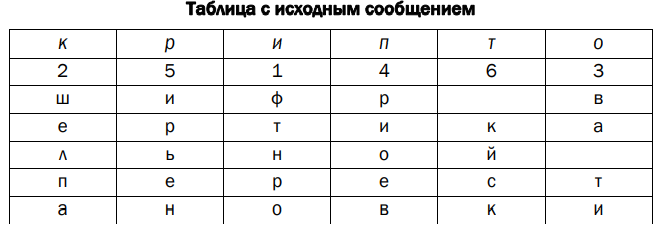 Таблица с исходным сообщением
к р и п т о
2 5 1 4 6 3
ш и ф р в
е р т и к а
л ь н о й
п е р е с т
а н о в к и